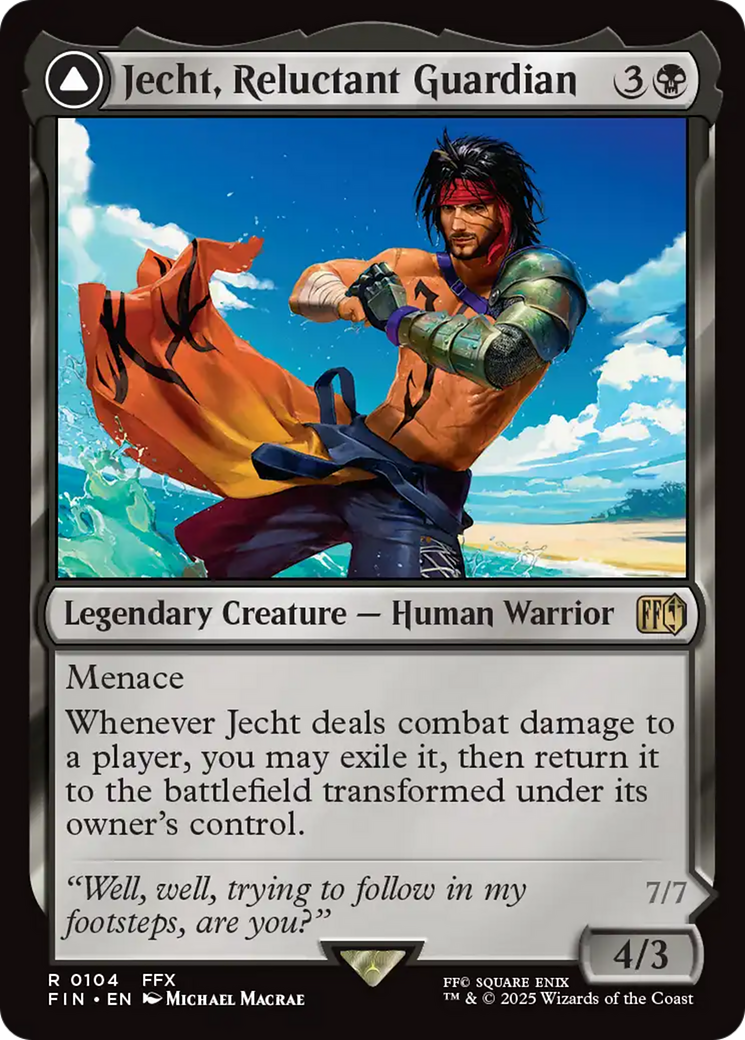 Jecht, Reluctant Guardian 3
Legendary Creature — Human Warrior FF
Menace
Whenever Jecht deals combat damage to
a player, you may exile it, then return it
to the battlefield transformed under its
owner's control.
“Well, well, trying to follow in my
footsteps, are you?”
7/7
4/3
R 0104 FFX
FIN • EN Michael Macrae
FF© SQUARE ENIX
™ & © 2025 Wizards of the Coast